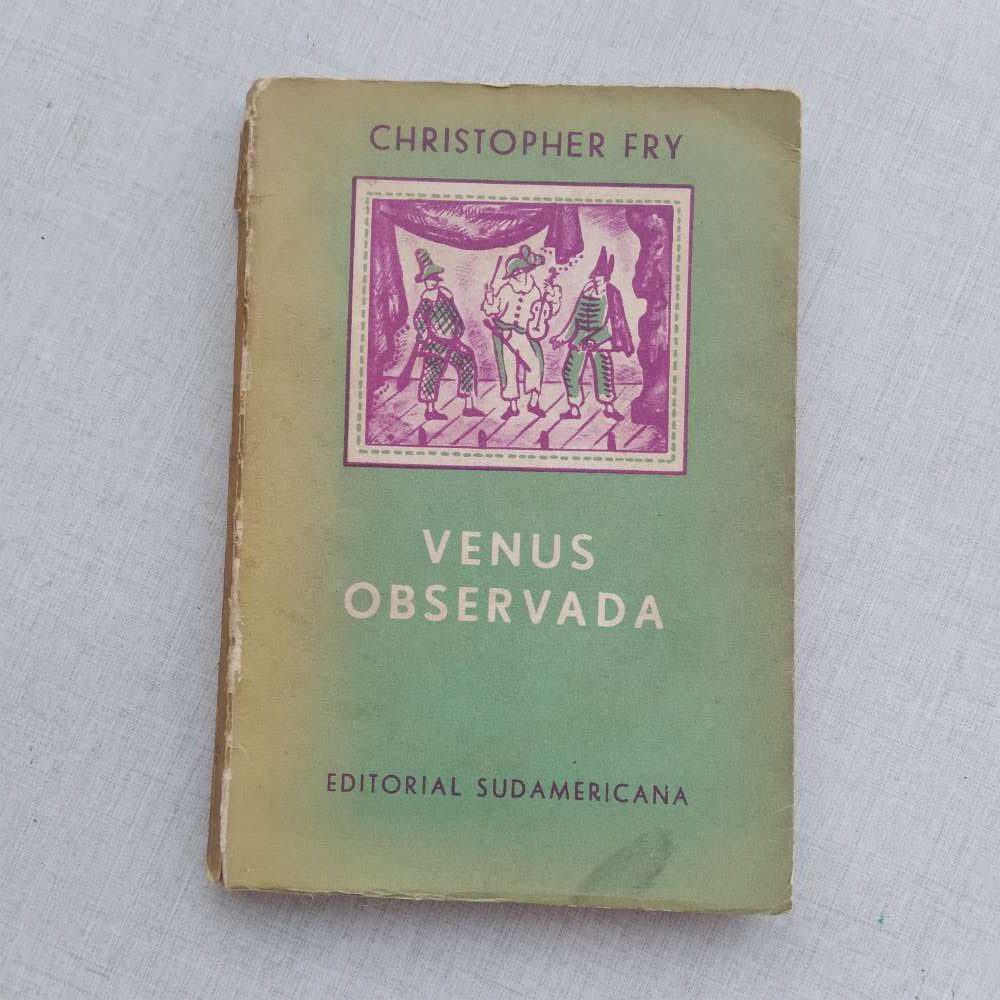 CHRISTOPHER FRY
VENUS
OBSERVADA
EDITORIAL SUDAMERICANA